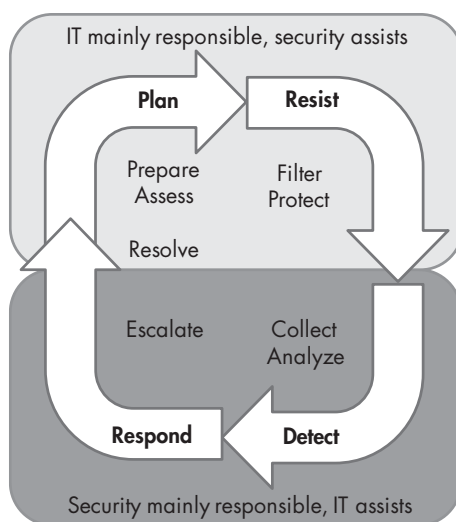 IT mainly responsible, security assists
Plan
Resist
Prepare
Assess
Filter
Protect
Resolve
Escalate
Collect
Analyze
Respond
Detect
Security mainly responsible, IT assists